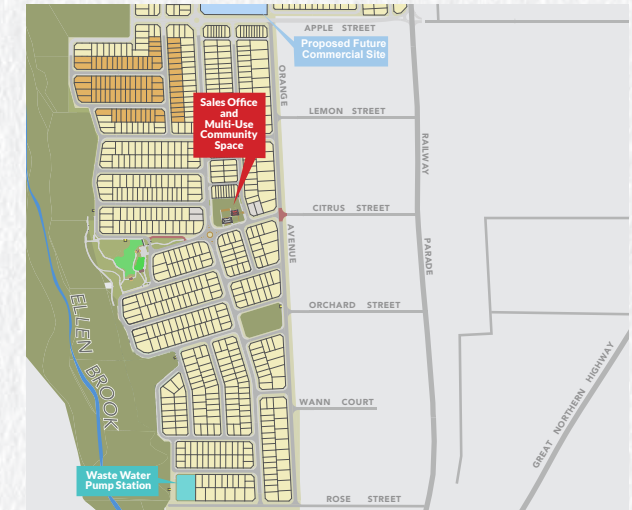 APPLE STREET
Proposed Future
Commercial Site
ORANGE
Sales Office
and
Multi-Use
Community
Space
LEMON STREET
RAILWAY
CITRUS STREET
AVENUE
PARADE
ELLEN BROOK
ORCHARD STREET
GREAT NORTHERN HIGHWAY
WANN COURT
Waste Water
Pump Station
ROSE STREET